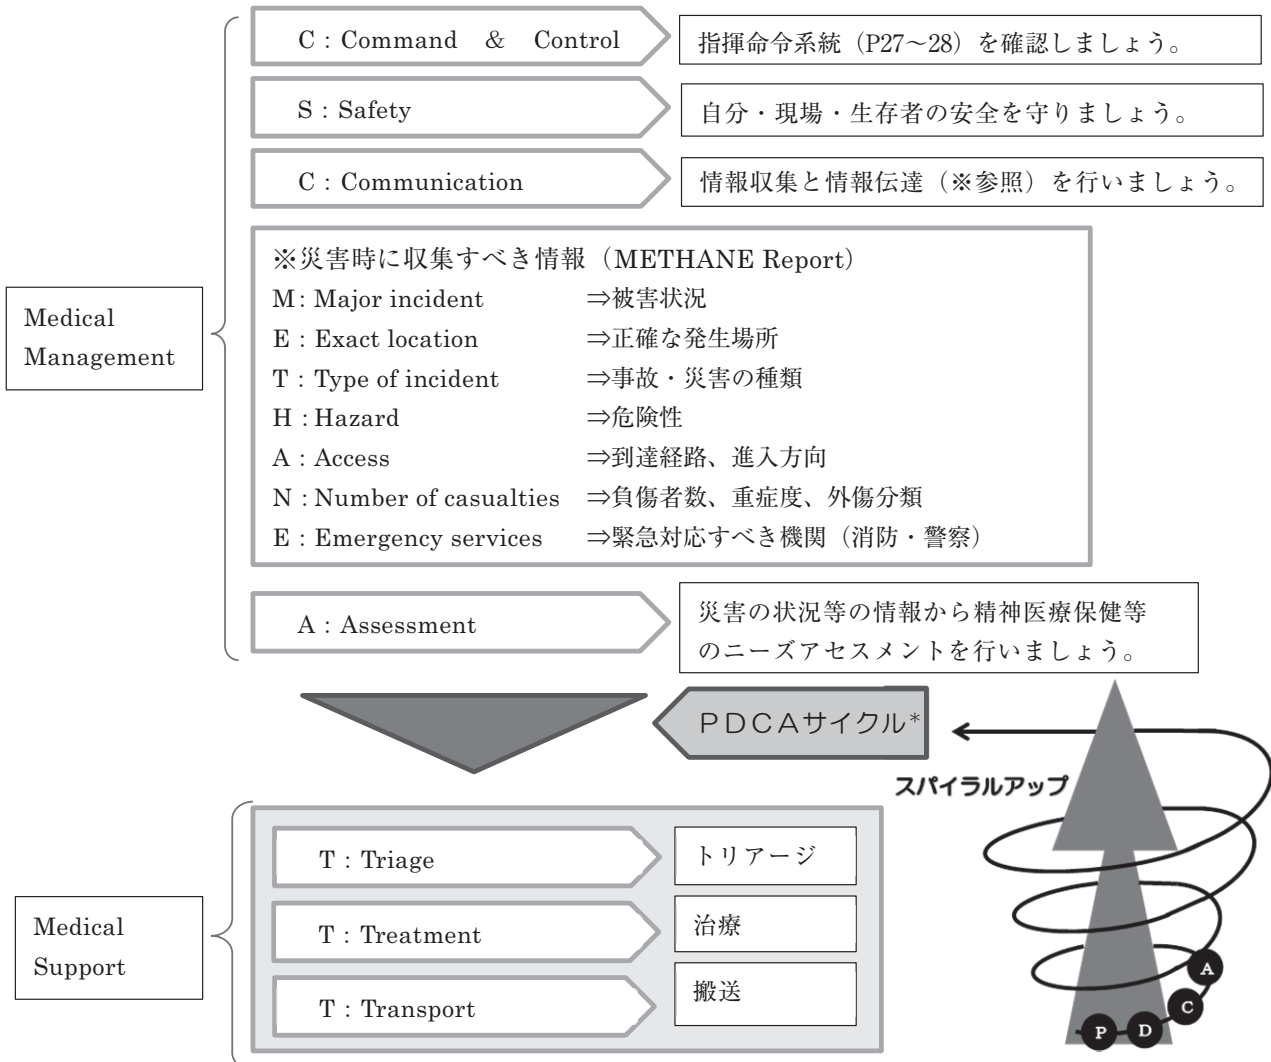 C : Command & Control
指揮命令系統（P27～28）を確認しましょう。
S : Safety
自分・現場・生存者の安全を守りましょう。
C : Communication
情報収集と情報伝達（※参照）を行いましょう。
Medical
Management
※災害時に収集すべき情報（METHANE Report）
M : Major incident ⇒被害状況
E : Exact location ⇒正確な発生場所
T : Type of incident ⇒事故・災害の種類
H : Hazard ⇒危険性
A : Access ⇒到達経路、進入方向
N : Number of casualties ⇒負傷者数、重症度、外傷分類
E : Emergency services ⇒緊急対応すべき機関（消防・警察）
A : Assessment
災害の状況等の情報から精神医療保健等
のニーズアセスメントを行いましょう。
ＰＤＣＡサイクル*
スパイラルアップ
Medical
Support
T : Triage
トリアージ
T : Treatment
治療
T : Transport
搬送
A
C
P D